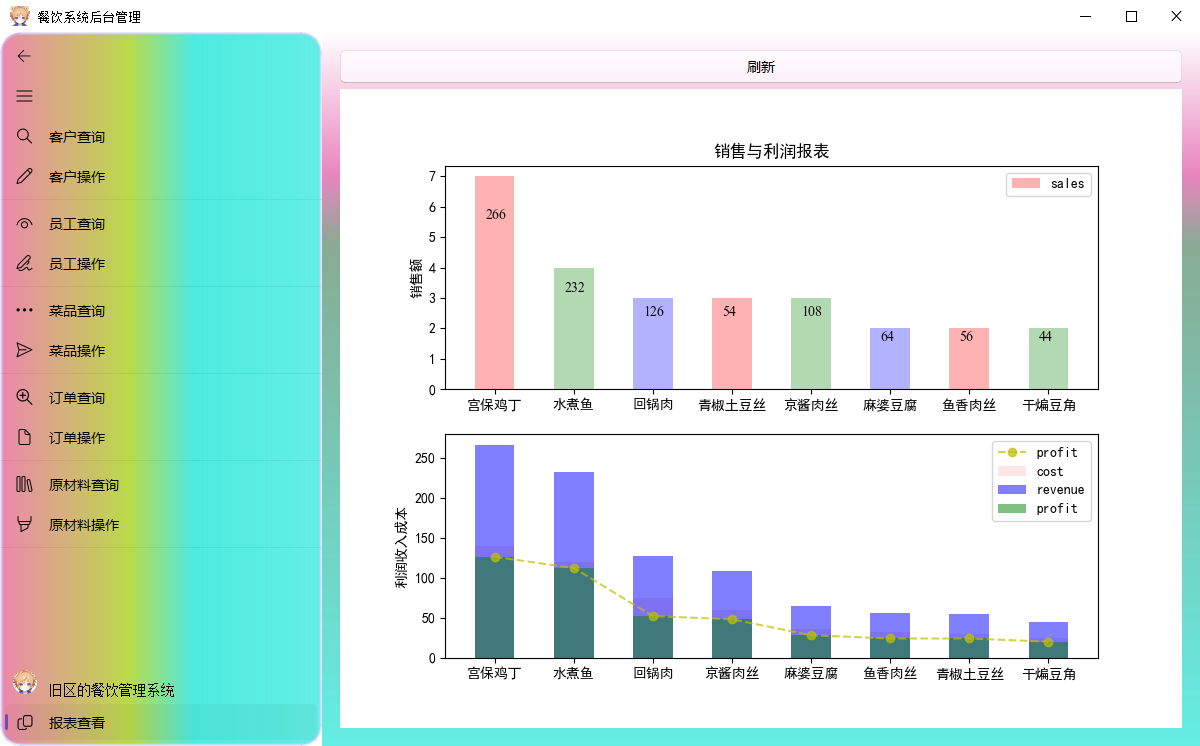 餐饮系统后台管理
客户查询
客户操作
员工查询
员工操作
菜品查询
菜品操作
订单查询
订单操作
原材料查询
原材料操作
旧区的餐饮管理系统
报表查看
刷新
销售与利润报表
销售额
7
6
5
4
3
2
1
0
266
232
126
54
108
64
56
44
sales
宫保鸡丁 水煮鱼 回锅肉 青椒土豆丝 京酱肉丝 麻婆豆腐 鱼香肉丝 干煸豆角
利润收入成本
250
200
150
100
50
0
profit
cost
revenue
profit
宫保鸡丁 水煮鱼 回锅肉 京酱肉丝 麻婆豆腐 鱼香肉丝 青椒土豆丝 干煸豆角